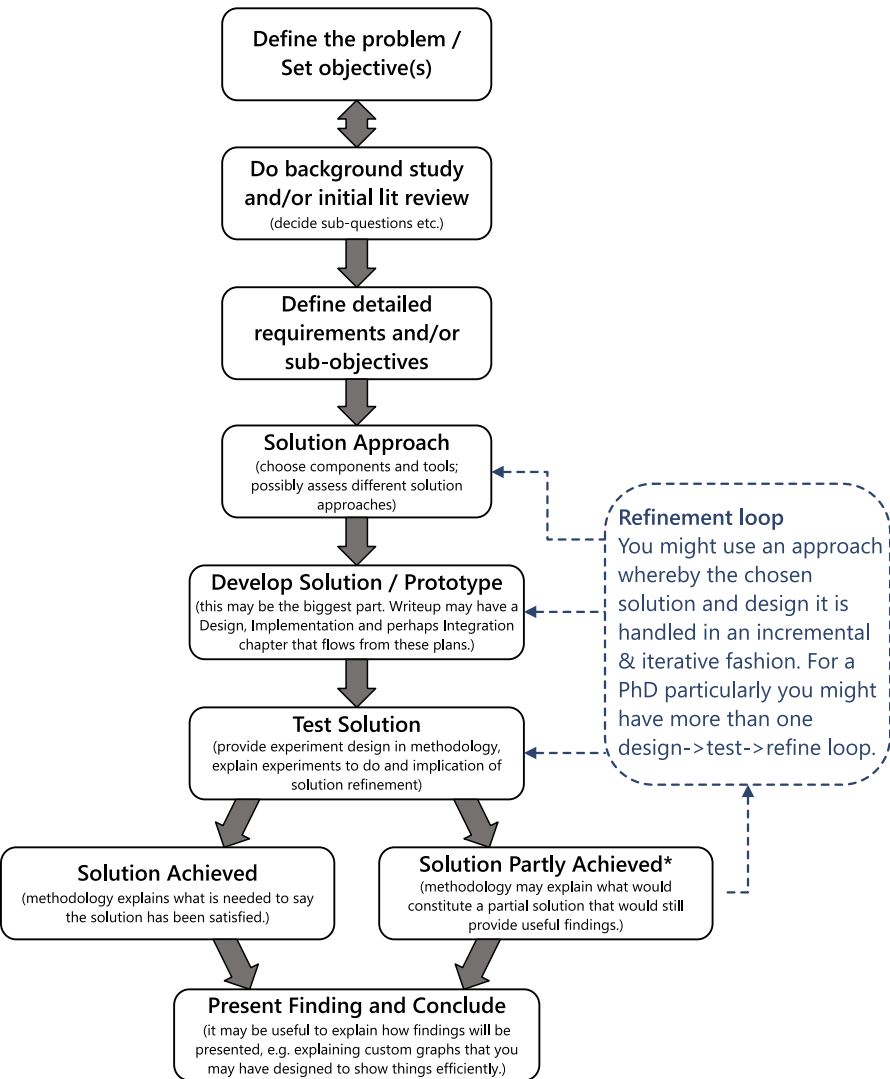 Define the problem /
Set objective(s)
Do background study
and/or initial lit review
(decide sub-questions etc.)
Define detailed
requirements and/or
sub-objectives
Solution Approach
(choose components and tools;
possibly assess different solution
approaches)
Refinement loop
You might use an approach
whereby the chosen
solution and design it is
handled in an incremental
& iterative fashion. For a
PhD particularly you might
have more than one
design->test->refine loop.
Develop Solution / Prototype
(this may be the biggest part. Writeup may have a
Design, Implementation and perhaps Integration
chapter that flows from these plans.)
Test Solution
(provide experiment design in methodology,
explain experiments to do and implication of
solution refinement)
Solution Achieved
(methodology explains what is needed to say
the solution has been satisfied.)
Solution Partly Achieved*
(methodology may explain what would
constitute a partial solution that would still
provide useful findings.)
Present Finding and Conclude
(it may be useful to explain how findings will be
presented, e.g. explaining custom graphs that you
may have designed to show things efficiently.)